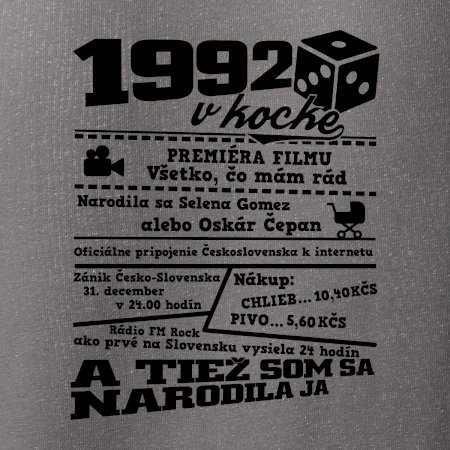 1992
v kocke
PREMIÉRA FILMU
Všetko, čo mám rád
Narodila sa Selena Gomez
alebo Oskár Čepan
Oficiálne pripojenie Československa k internetu
Zánik Česko-Slovenska
31. december
v 24.00 hodín
Nákup:
CHLIEB... 10,40KČS
PIVO... 5,60KČS
Rádio FM Rock
ako prvé na Slovensku vysiela 24 hodín
A TIEŽ SOM SA
NARODILA JA